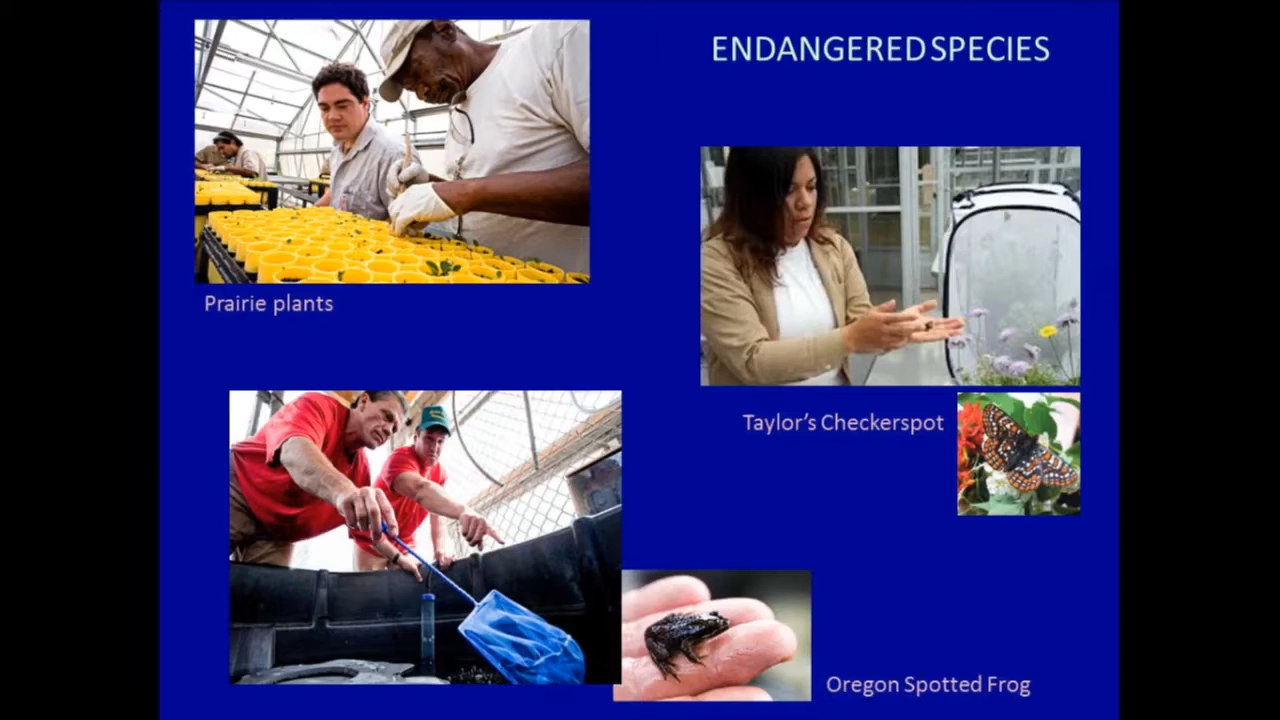 ENDANGERED SPECIES
Prairie plants
Taylor's Checkerspot
Oregon Spotted Frog